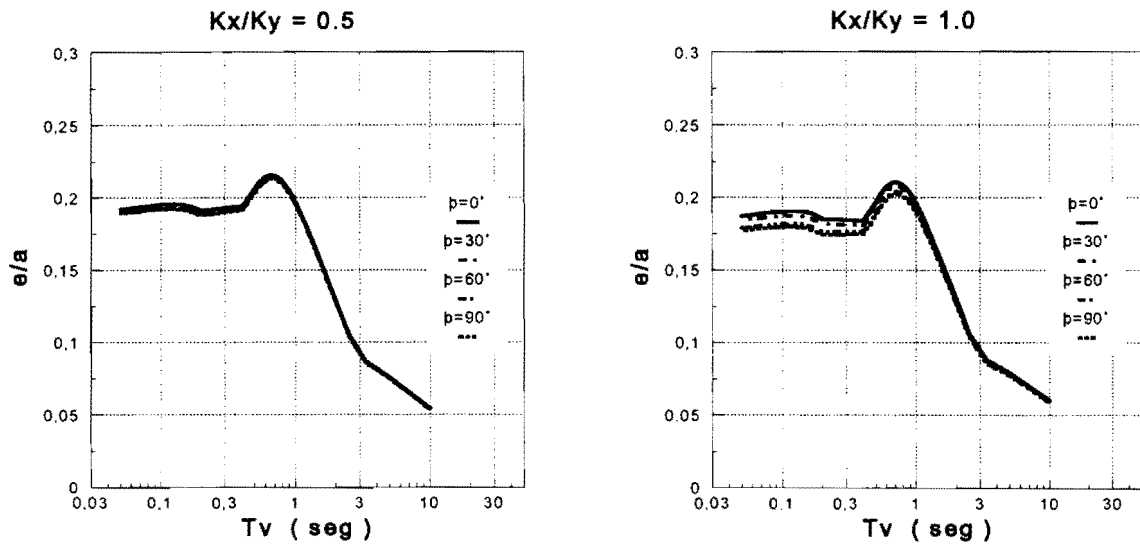 Kx/Ky = 0.5
0,3
0,25
0,2
0,15
0,1
0,05
0
e/a
þ=0°
þ=30°
þ=60°
þ=90°
0,03
0,1
0,3
1
3
10
30
Tv ( seg )
Kx/Ky = 1.0
0,3
0,25
0,2
0,15
0,1
0,05
0
e/a
þ=0°
þ=30°
þ=60°
þ=90°
0.03
0.1
0.3
1
3
10
30
Tv ( seg )